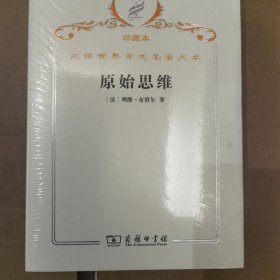 珍藏本
汉译世界学术名著丛书
原始思维
〔法〕列维-布留尔 著
商务印书馆
The Commercial Press